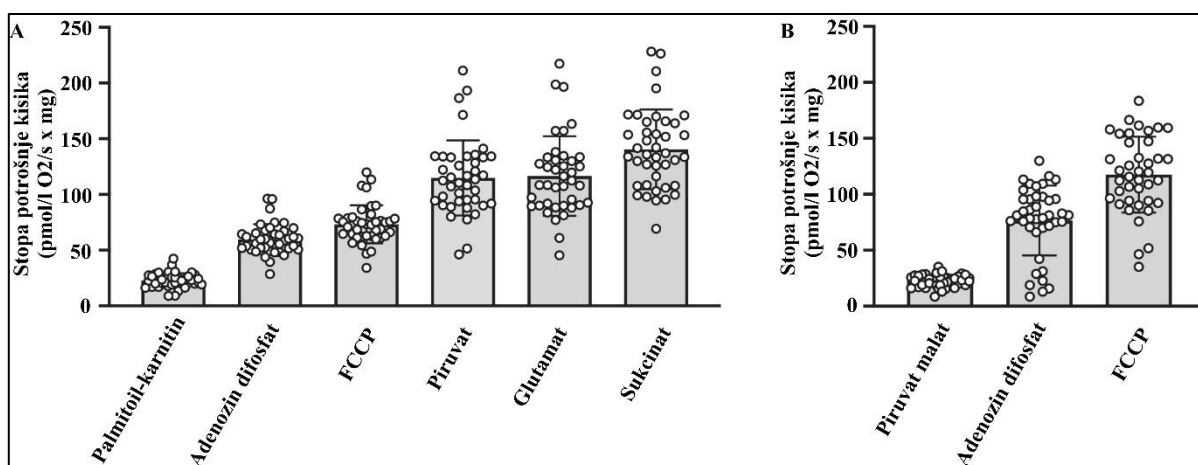 A
Stopa potrošnje kisika
(pmol/l O2/s x mg)
250
200
150
100
50
0
Palmitoil-karnitin
Adenozin difosfat
FCCP
Piruvat
Glutamat
Sukcinat
B
Stopa potrošnje kisika
(pmol/l O2/s x mg)
250
200
150
100
50
0
Piruvat malat
Adenozin difosfat
FCCP